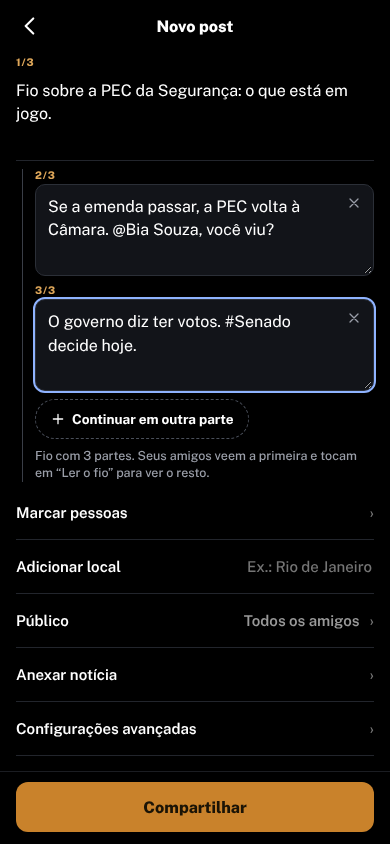 Novo post
1/3
Fio sobre a PEC da Segurança: o que está em
jogo.
2/3
Se a emenda passar, a PEC volta à
Câmara. @Bia Souza, você viu?
3/3
O governo diz ter votos. #Senado
decide hoje.
+ Continuar em outra parte
Fio com 3 partes. Seus amigos veem a primeira e tocam
em “Ler o fio” para ver o resto.
Marcar pessoas
Adicionar local Ex.: Rio de Janeiro
Público Todos os amigos
Anexar notícia
Configurações avançadas
Compartilhar